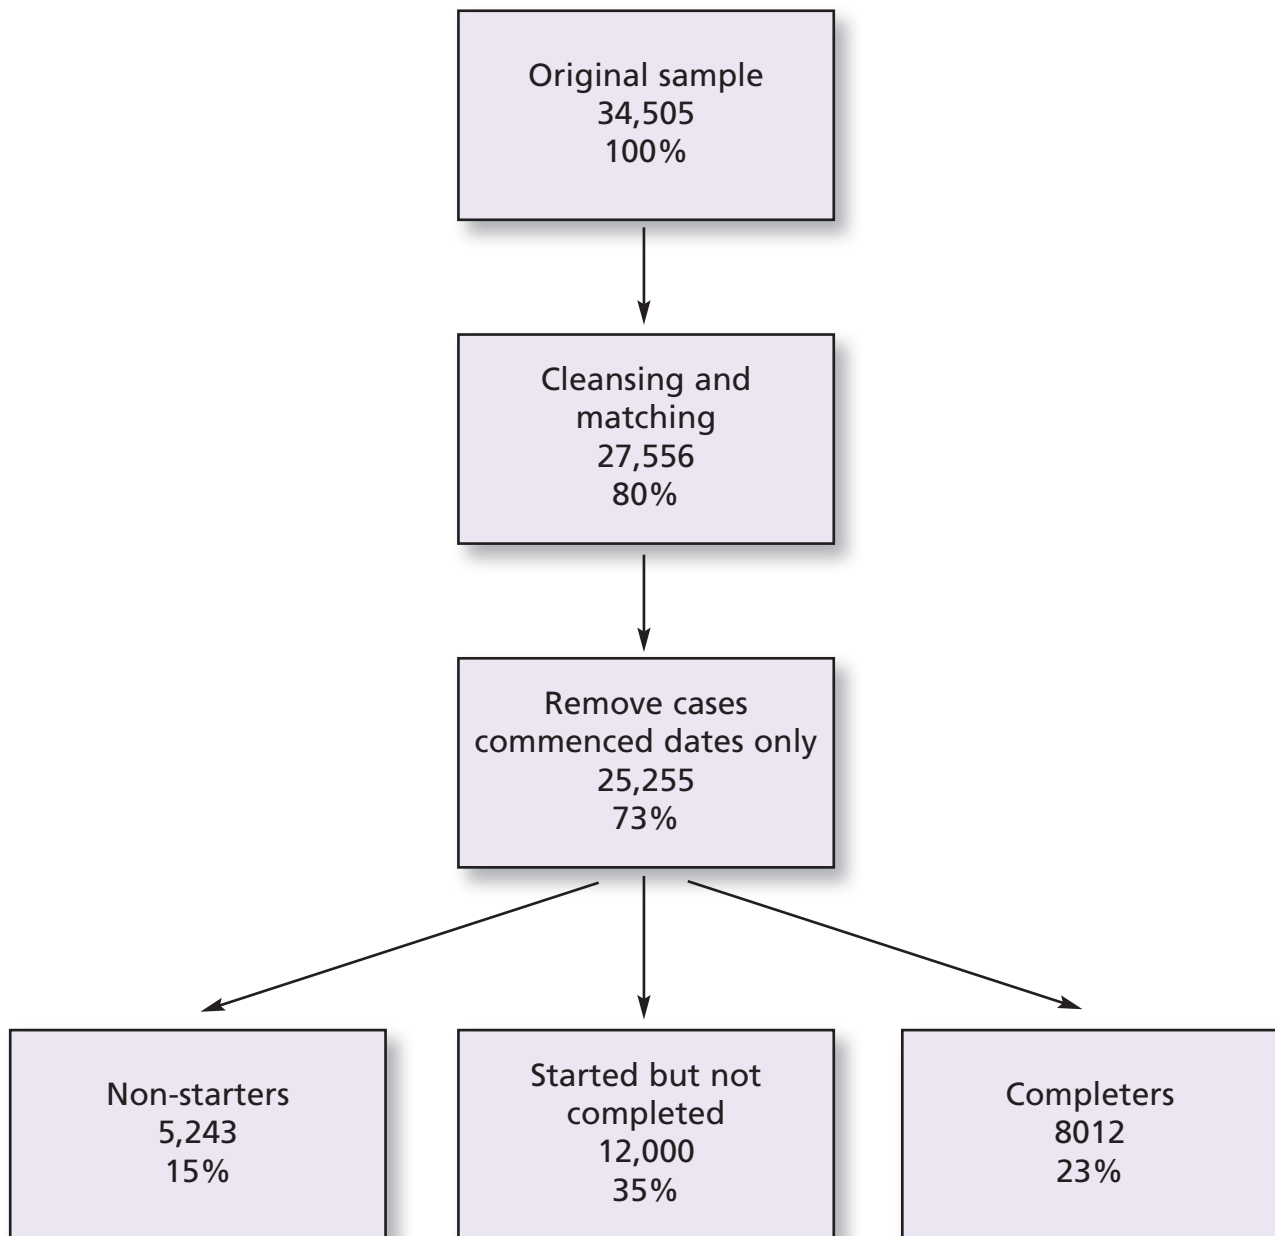 Original sample
34,505
100%
Cleansing and
matching
27,556
80%
Remove cases
commenced dates only
25,255
73%
Non-starters
5,243
15%
Started but not
completed
12,000
35%
Completers
8012
23%